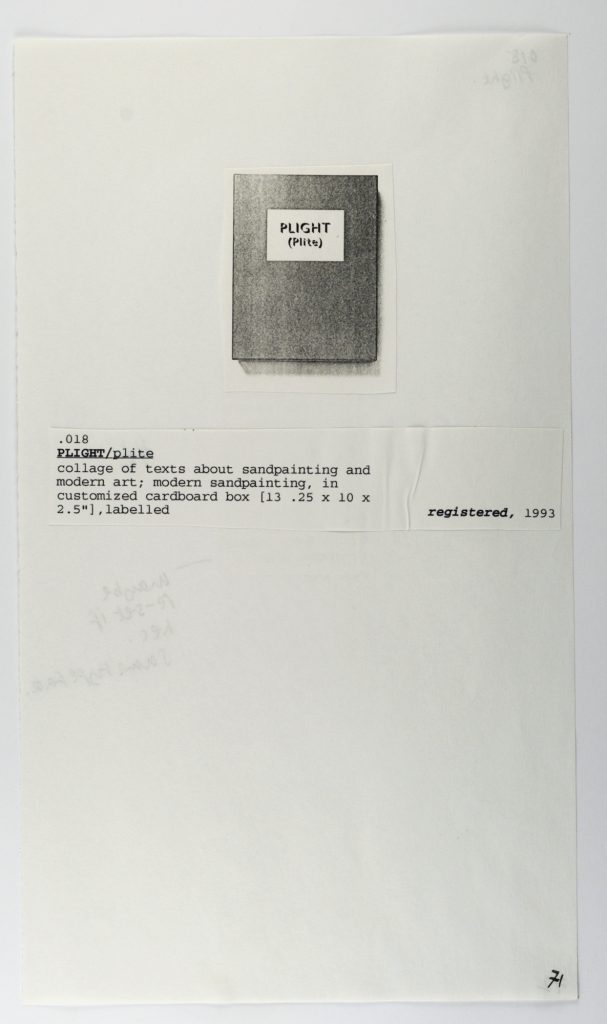 PLIGHT
(Plite)
.018
PLIGHT/plite
collage of texts about sandpainting and
modern art; modern sandpainting, in
customized cardboard box [13 .25 x 10 x
2.5"],labelled
registered, 1993
71